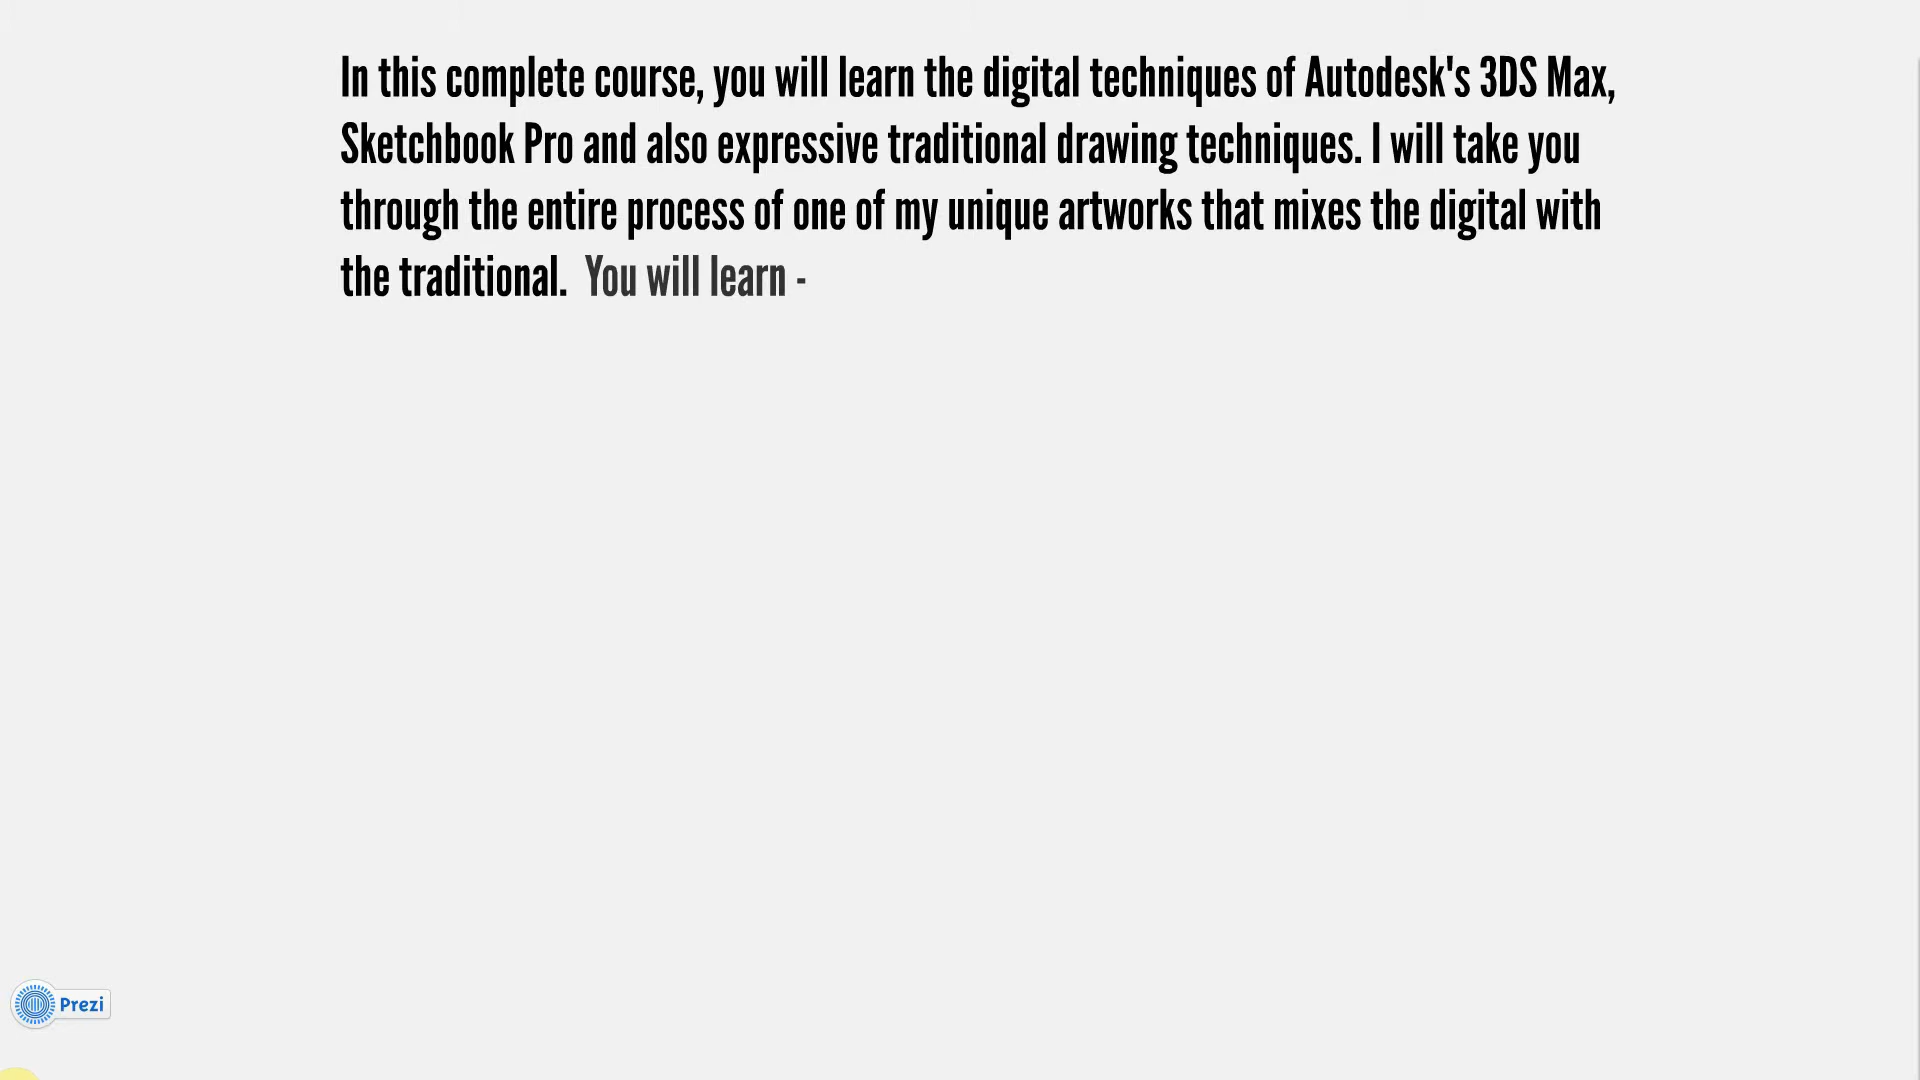 In this complete course, you will learn the digital techniques of Autodesk's 3DS Max,
Sketchbook Pro and also expressive traditional drawing techniques. I will take you
through the entire process of one of my unique artworks that mixes the digital with
the traditional.  You will learn -
Prezi